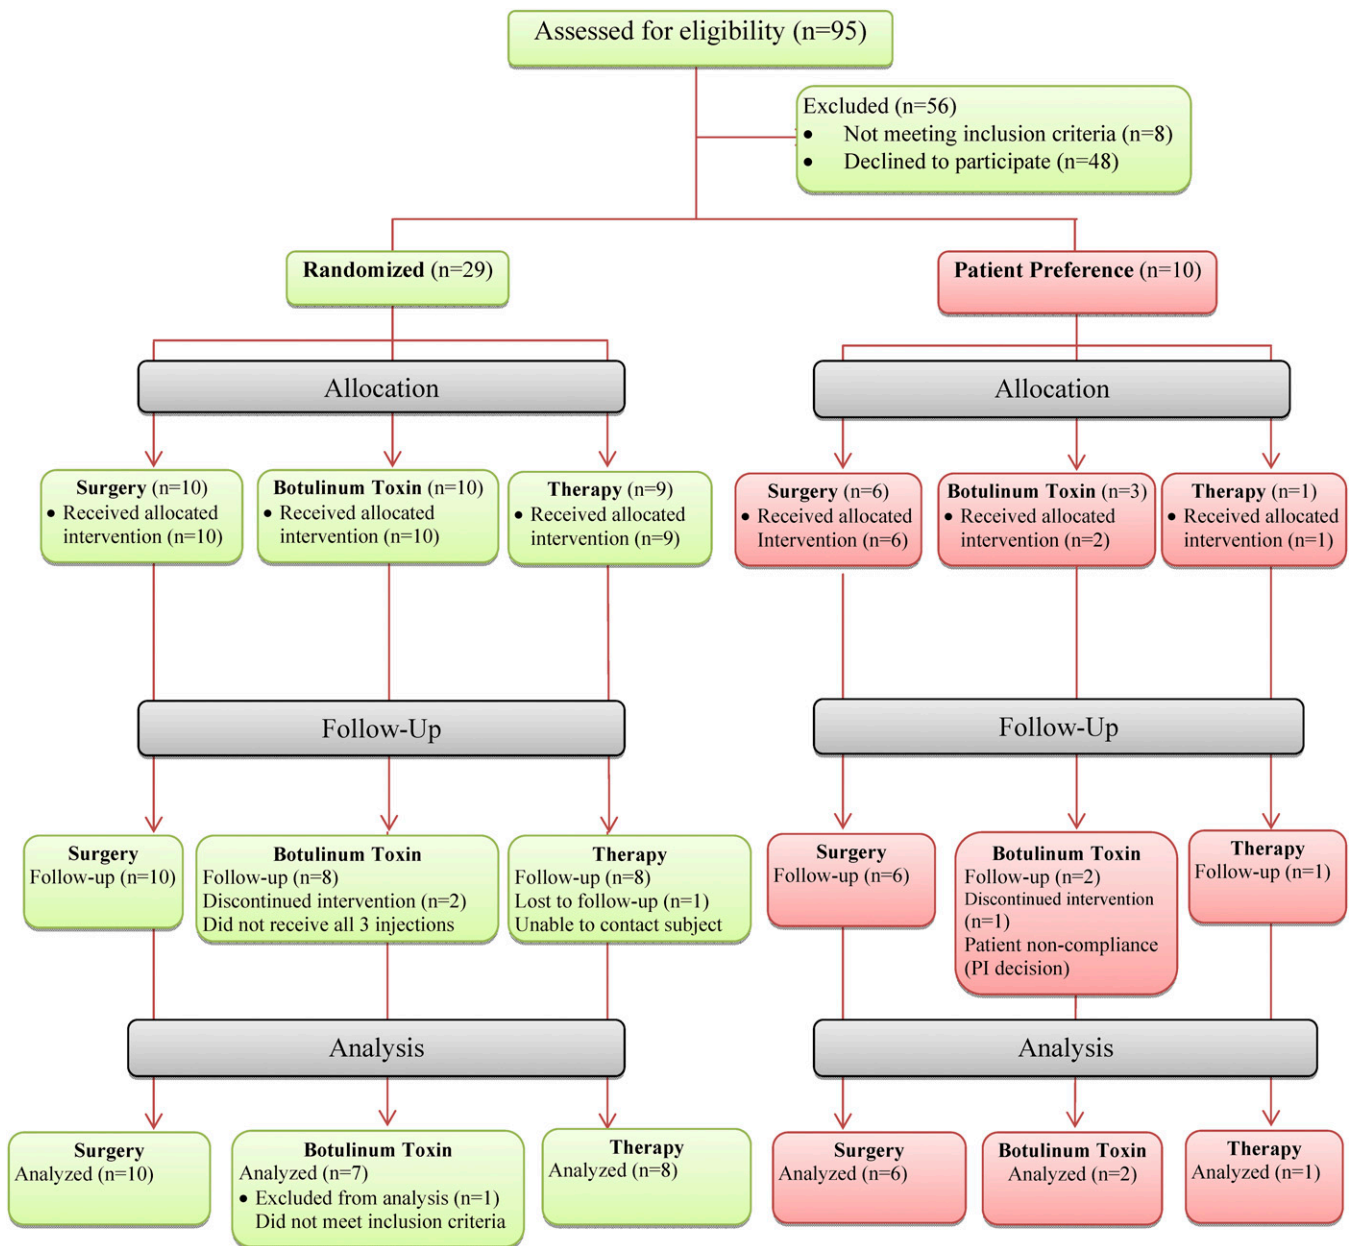 Assessed for eligibility (n=95)
Excluded (n=56)
• Not meeting inclusion criteria (n=8)
• Declined to participate (n=48)
Randomized (n=29)
Patient Preference (n=10)
Allocation
Allocation
Surgery (n=10)
• Received allocated
intervention (n=10)
Botulinum Toxin (n=10)
• Received allocated
intervention (n=10)
Therapy (n=9)
• Received allocated
intervention (n=9)
Surgery (n=6)
• Received allocated
Intervention (n=6)
Botulinum Toxin (n=3)
• Received allocated
intervention (n=2)
Therapy (n=1)
• Received allocated
intervention (n=1)
Follow-Up
Follow-Up
Surgery
Follow-up (n=10)
Botulinum Toxin
Follow-up (n=8)
Discontinued intervention (n=2)
Did not receive all 3 injections
Therapy
Follow-up (n=8)
Lost to follow-up (n=1)
Unable to contact subject
Surgery
Follow-up (n=6)
Botulinum Toxin
Follow-up (n=2)
Discontinued intervention
(n=1)
Patient non-compliance
(PI decision)
Therapy
Follow-up (n=1)
Analysis
Analysis
Surgery
Analyzed (n=10)
Botulinum Toxin
Analyzed (n=7)
• Excluded from analysis (n=1)
Did not meet inclusion criteria
Therapy
Analyzed (n=8)
Surgery
Analyzed (n=6)
Botulinum Toxin
Analyzed (n=2)
Therapy
Analyzed (n=1)